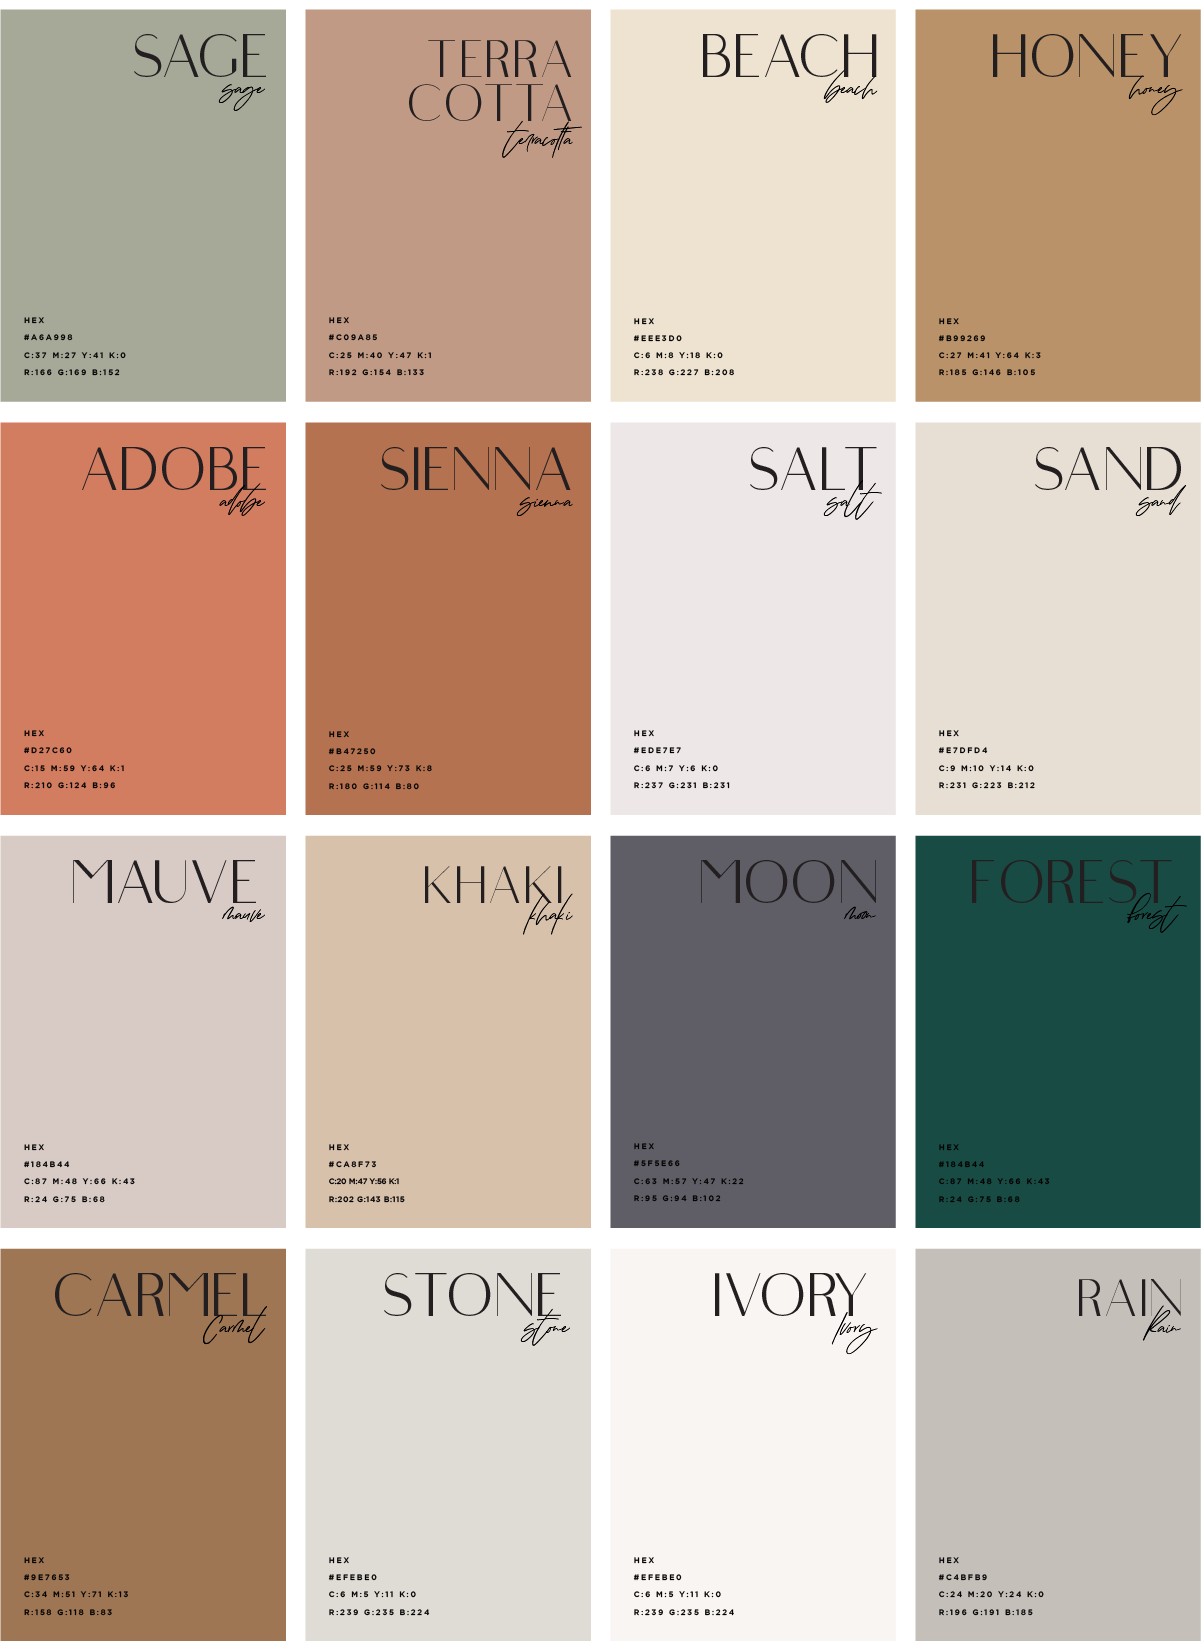 SAGE
sage
HEX
#A6A998
C:37 M:27 Y:41 K:0
R:166 G:169 B:152
TERRA
COTTA
terracotta
HEX
#C09A85
C:25 M:40 Y:47 K:1
R:192 G:154 B:133
BEACH
beach
HEX
#EEE3D0
C:6 M:8 Y:18 K:0
R:238 G:227 B:208
HONEY
honey
HEX
#B99269
C:27 M:41 Y:64 K:3
R:185 G:146 B:105
ADOBE
adobe
HEX
#D27C60
C:15 M:59 Y:64 K:1
R:210 G:124 B:96
SIENNA
sienna
HEX
#B47250
C:25 M:59 Y:73 K:8
R:180 G:114 B:80
SALT
salt
HEX
#EDE7E7
C:6 M:7 Y:6 K:0
R:237 G:231 B:231
SAND
sand
HEX
#E7DFD4
C:9 M:10 Y:14 K:0
R:231 G:223 B:212
MAUVE
mauve
HEX
#184B44
C:87 M:48 Y:66 K:43
R:24 G:75 B:68
KHAKI
khaki
HEX
#CA8F73
C:20 M:47 Y:56 K:1
R:202 G:143 B:115
MOON
moon
HEX
#5F5E66
C:63 M:57 Y:47 K:22
R:95 G:94 B:102
FOREST
forest
HEX
#184B44
C:87 M:48 Y:66 K:43
R:24 G:75 B:68
CARMEL
Carmel
HEX
#9E7653
C:34 M:51 Y:71 K:13
R:158 G:118 B:83
STONE
stone
HEX
#EFEBE0
C:6 M:5 Y:11 K:0
R:239 G:235 B:224
IVORY
Ivory
HEX
#EFEBE0
C:6 M:5 Y:11 K:0
R:239 G:235 B:224
RAIN
Rain
HEX
#C4BFB9
C:24 M:20 Y:24 K:0
R:196 G:191 B:185